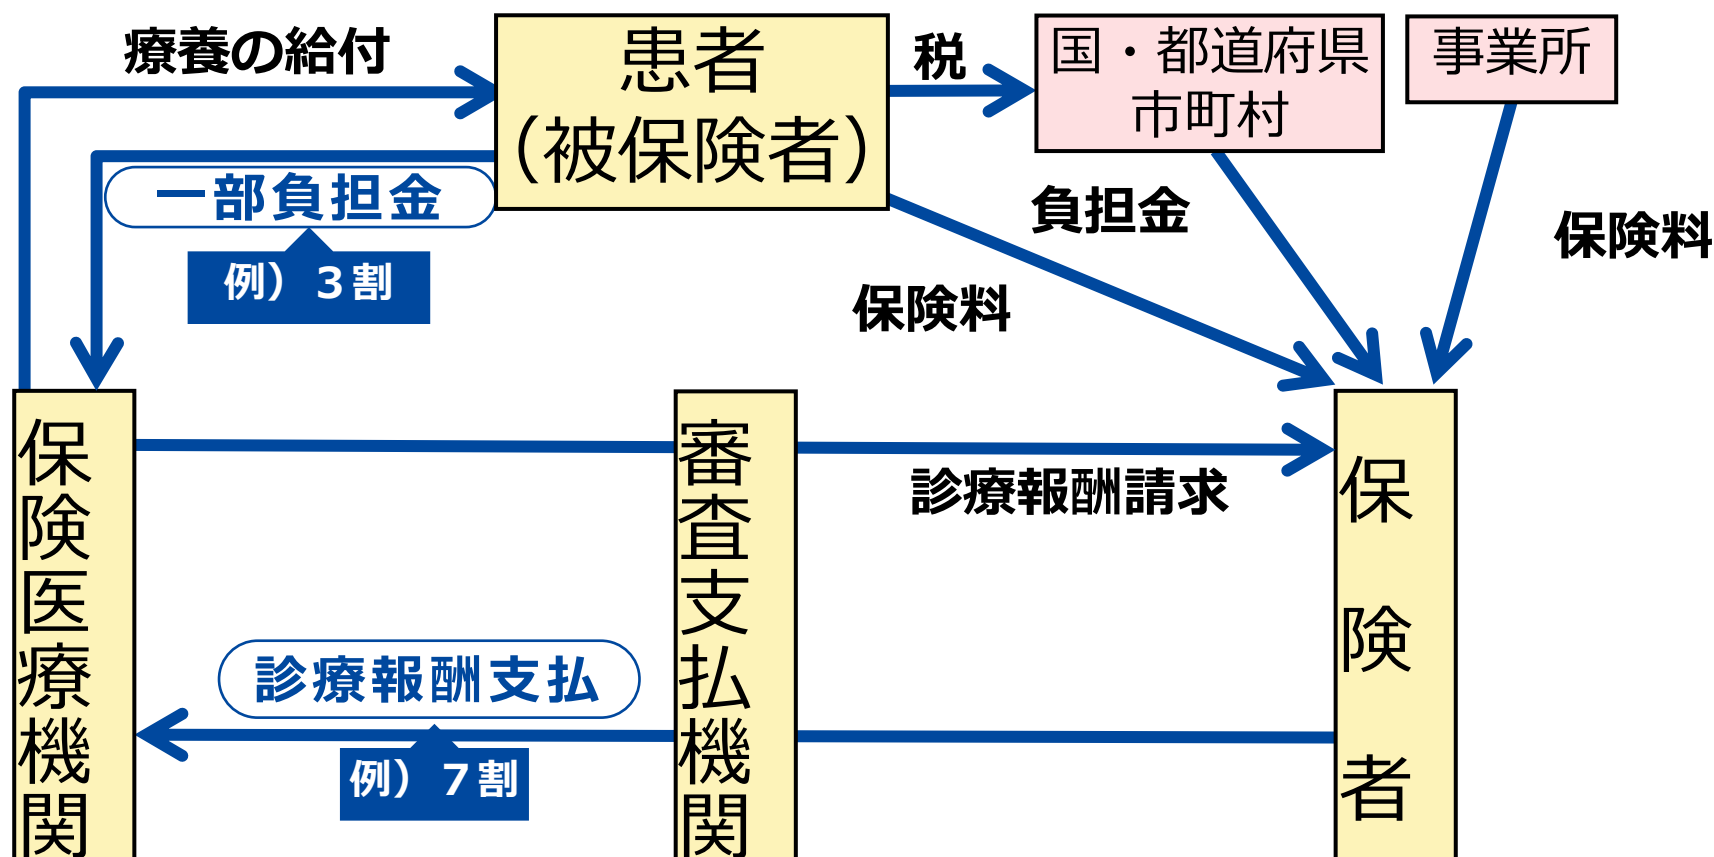 療養の給付
患者
（被保険者）
税
国・都道府県
市町村
事業所
一部負担金
例）３割
負担金
保険料
保険料
保険医療機関
審査支払機関
保険者
診療報酬請求
診療報酬支払
例）７割